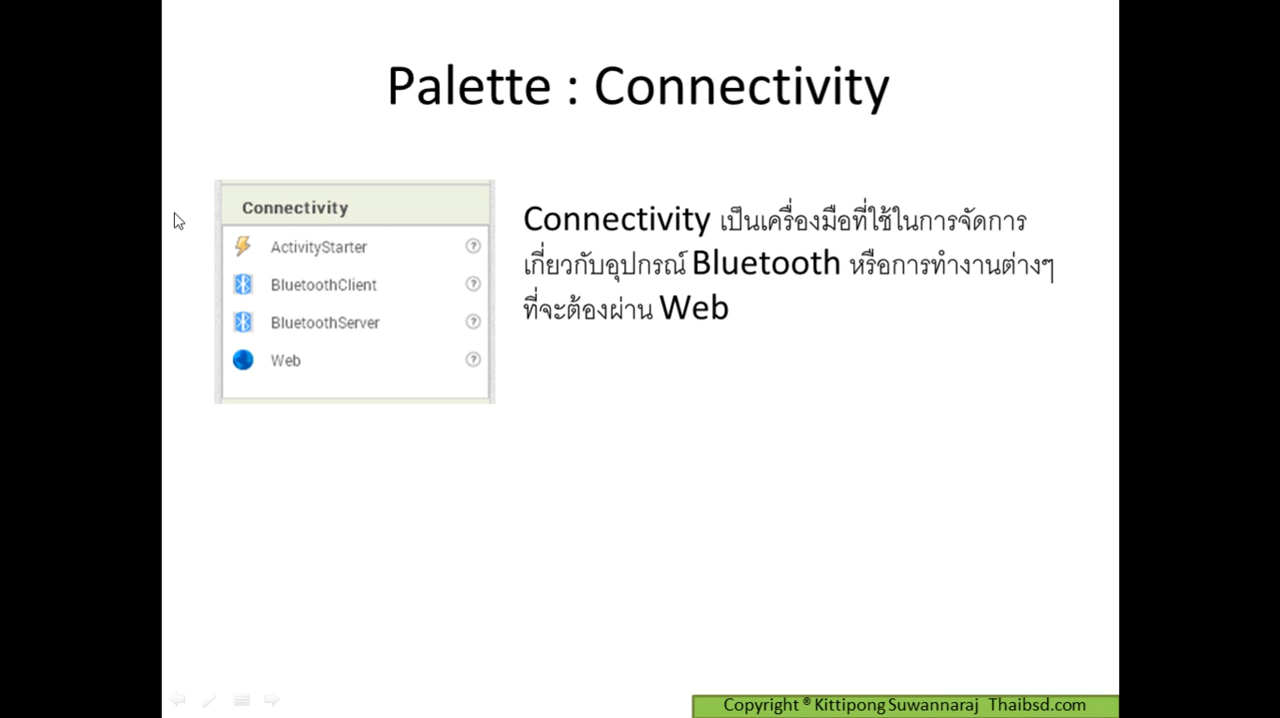 Palette : Connectivity
Connectivity
ActivityStarter
BluetoothClient
BluetoothServer
Web
Connectivity เป็นเครื่องมือที่ใช้ในการจัดการ
เกี่ยวกับอุปกรณ์ Bluetooth หรือการทำงานต่างๆ
ที่จะต้องผ่าน Web
Copyright ® Kittipong Suwannaraj Thaibsd.com